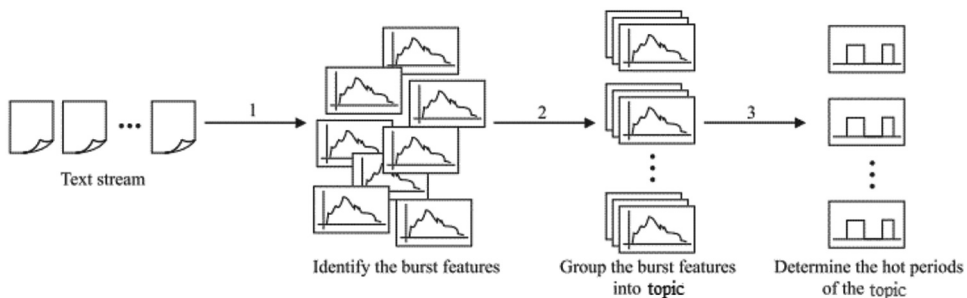 1
2
3
Text stream
Identify the burst features
Group the burst features
into topic
Determine the hot periods
of the topic